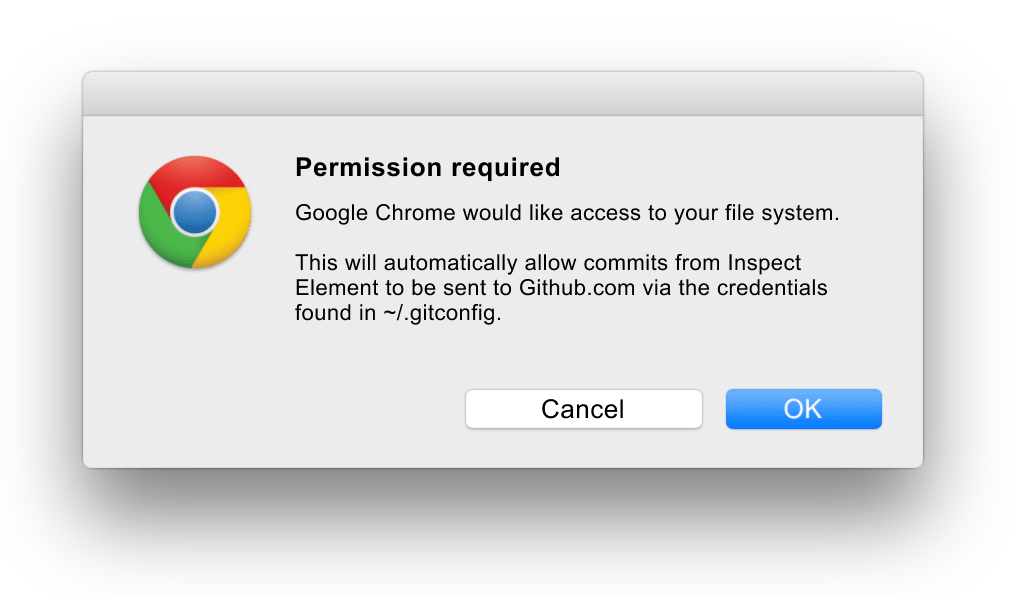 Permission required
Google Chrome would like access to your file system.
This will automatically allow commits from Inspect
Element to be sent to Github.com via the credentials
found in ~/.gitconfig.
Cancel
OK